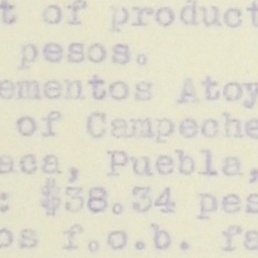 t of product
pesos.
ementos Atoy
of Campeche
aca, Puebla,
: $38.34 pes
os f.o.b. fa